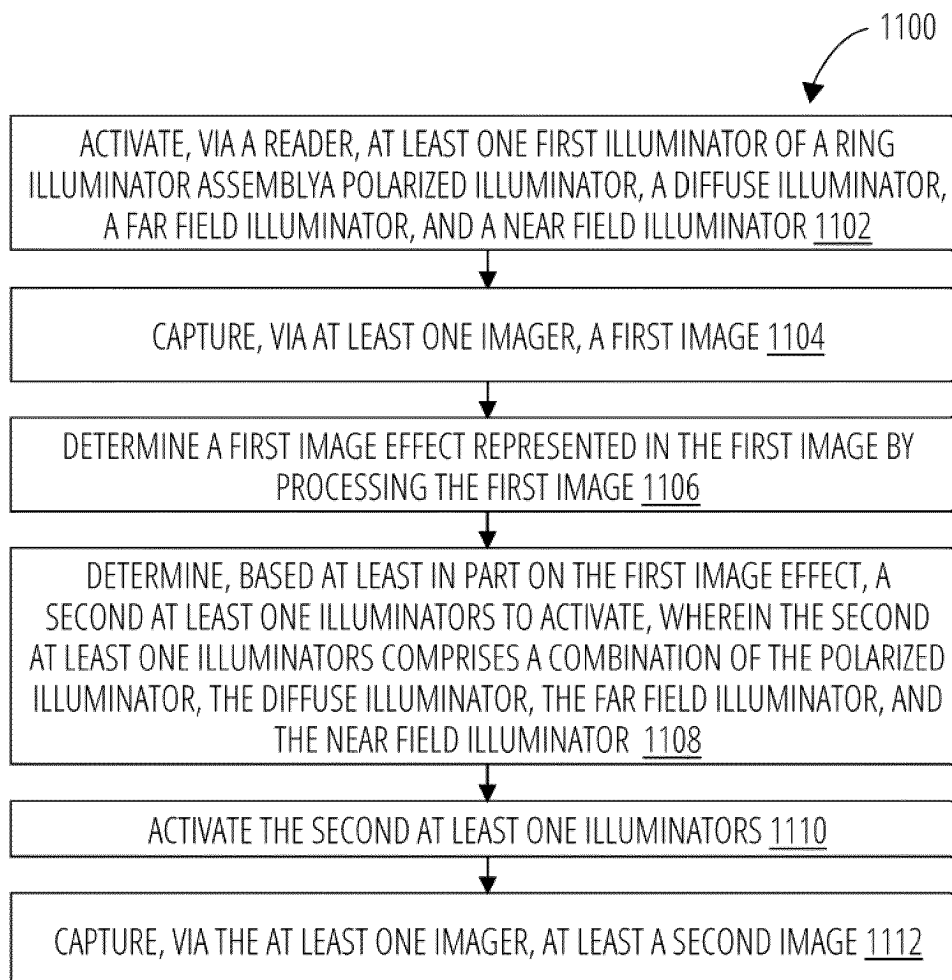 1100
ACTIVATE, VIA A READER, AT LEAST ONE FIRST ILLUMINATOR OF A RING
ILLUMINATOR ASSEMBLYA POLARIZED ILLUMINATOR, A DIFFUSE ILLUMINATOR,
A FAR FIELD ILLUMINATOR, AND A NEAR FIELD ILLUMINATOR 1102
CAPTURE, VIA AT LEAST ONE IMAGER, A FIRST IMAGE 1104
DETERMINE A FIRST IMAGE EFFECT REPRESENTED IN THE FIRST IMAGE BY
PROCESSING THE FIRST IMAGE 1106
DETERMINE, BASED AT LEAST IN PART ON THE FIRST IMAGE EFFECT, A
SECOND AT LEAST ONE ILLUMINATORS TO ACTIVATE, WHEREIN THE SECOND
AT LEAST ONE ILLUMINATORS COMPRISES A COMBINATION OF THE POLARIZED
ILLUMINATOR, THE DIFFUSE ILLUMINATOR, THE FAR FIELD ILLUMINATOR, AND
THE NEAR FIELD ILLUMINATOR 1108
ACTIVATE THE SECOND AT LEAST ONE ILLUMINATORS 1110
CAPTURE, VIA THE AT LEAST ONE IMAGER, AT LEAST A SECOND IMAGE 1112